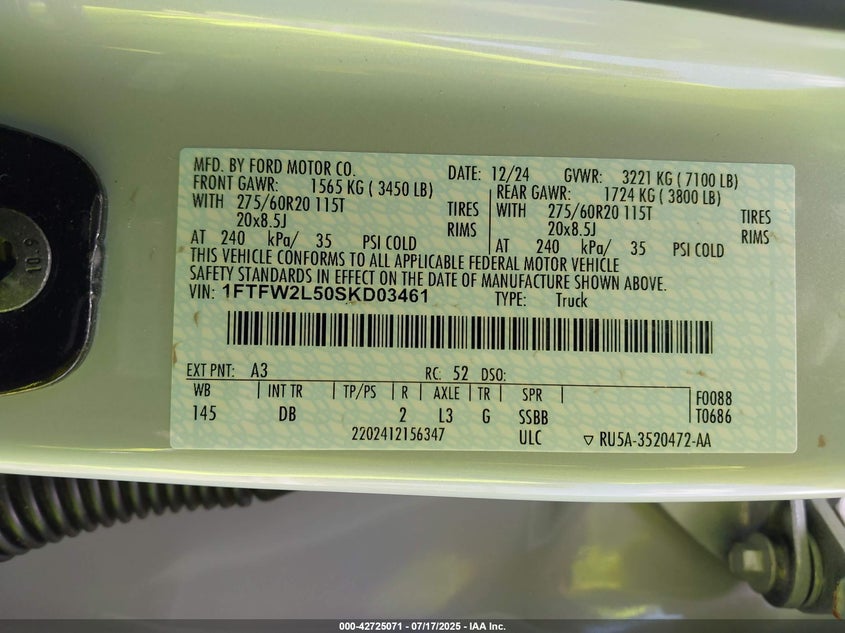 MFD. BY FORD MOTOR CO. DATE: 12/24 GVWR: 3221 KG ( 7100 LB)
FRONT GAWR: 1565 KG ( 3450 LB) REAR GAWR: 1724 KG ( 3800 LB)
WITH 275/60R20 115T TIRES WITH 275/60R20 115T TIRES
20x8.5J RIMS 20x8.5J RIMS
AT 240 kPa/ 35 PSI COLD AT 240 kPa/ 35 PSI COLD
THIS VEHICLE CONFORMS TO ALL APPLICABLE FEDERAL MOTOR VEHICLE
SAFETY STANDARDS IN EFFECT ON THE DATE OF MANUFACTURE SHOWN ABOVE.
VIN: 1FTFW2L50SKD03461 TYPE: Truck
EXT PNT: A3 RC: 52 DSO:
WB INT TR TP/PS R AXLE TR SPR F0088
145 DB 2 L3 G SSBB T0686
2202412156347 ULC ▽ RU5A-3520472-AA
10.9
000-42725071 - 07/17/2025 - IAA Inc.